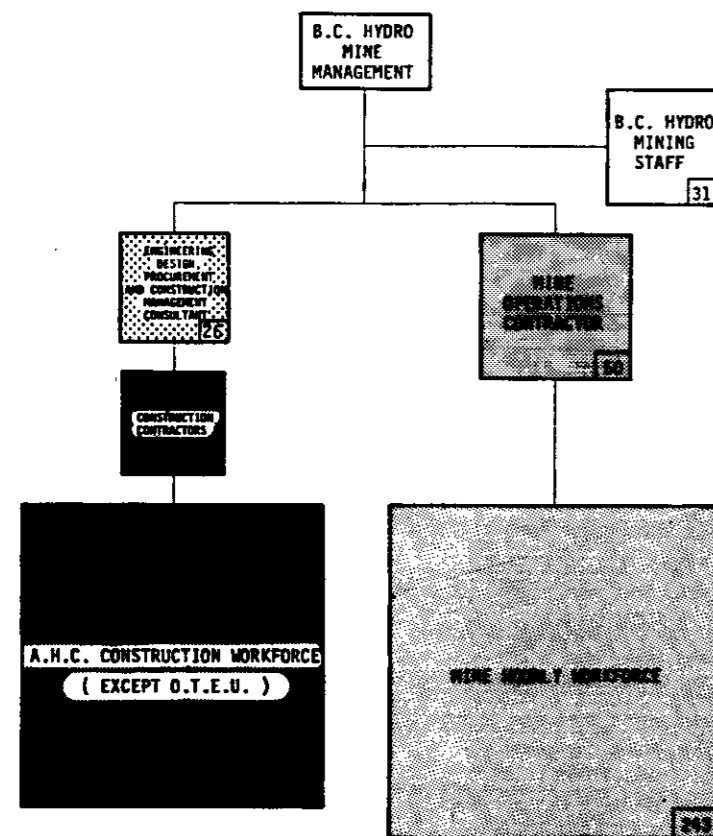 B.C. HYDRO
MINE
MANAGEMENT
B.C. HYDRO
MINING
STAFF
31
ENGINEERING
DESIGN,
PROCUREMENT
AND CONSTRUCTION
MANAGEMENT
CONSULTANT
26
MINE
OPERATIONS
CONTRACTOR
CONSTRUCTION
CONTRACTORS
A.H.C. CONSTRUCTION WORKFORCE
( EXCEPT O.T.E.U. )
MINE HOURLY WORKFORCE